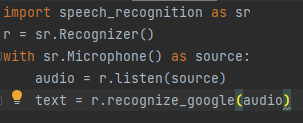 import speech_recognition as sr
r = sr.Recognizer()
with sr.Microphone() as source:
    audio = r.listen(source)
    text = r.recognize_google(audio)